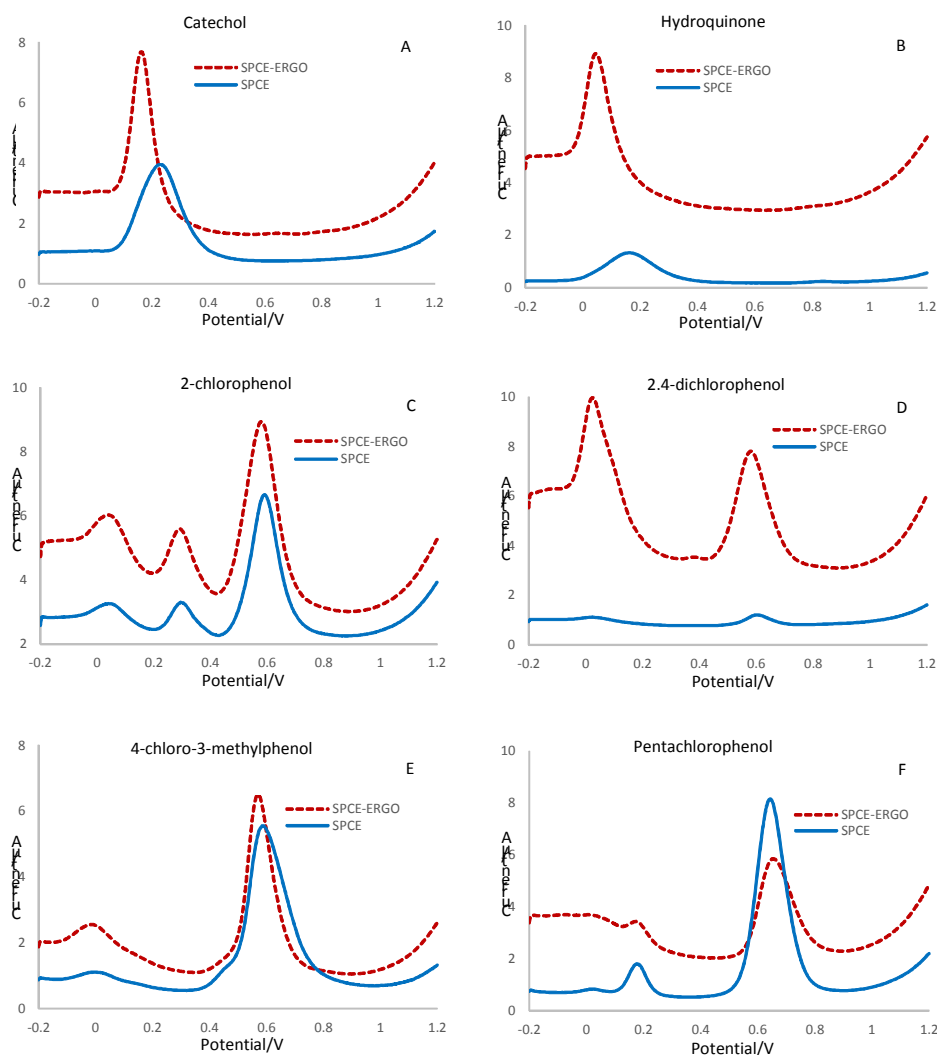 Catechol
A
SPCE-ERGO
SPCE
8
6
4
2
0
-0.2 0 0.2 0.4 0.6 0.8 1 1.2
Potential/V
Hydroquinone
B
SPCE-ERGO
SPCE
10
8
6
4
2
0
-0.2 0 0.2 0.4 0.6 0.8 1 1.2
Potential/V
2-chlorophenol
C
SPCE-ERGO
SPCE
10
8
6
4
2
-0.2 0 0.2 0.4 0.6 0.8 1 1.2
Potential/V
2.4-dichlorophenol
D
SPCE-ERGO
SPCE
10
8
6
4
2
0
-0.2 0 0.2 0.4 0.6 0.8 1 1.2
Potential/V
4-chloro-3-methylphenol
E
SPCE-ERGO
SPCE
8
6
4
2
0
-0.2 0 0.2 0.4 0.6 0.8 1 1.2
Potential/V
Pentachlorophenol
F
SPCE-ERGO
SPCE
10
8
6
4
2
0
-0.2 0 0.2 0.4 0.6 0.8 1 1.2
Potential/V